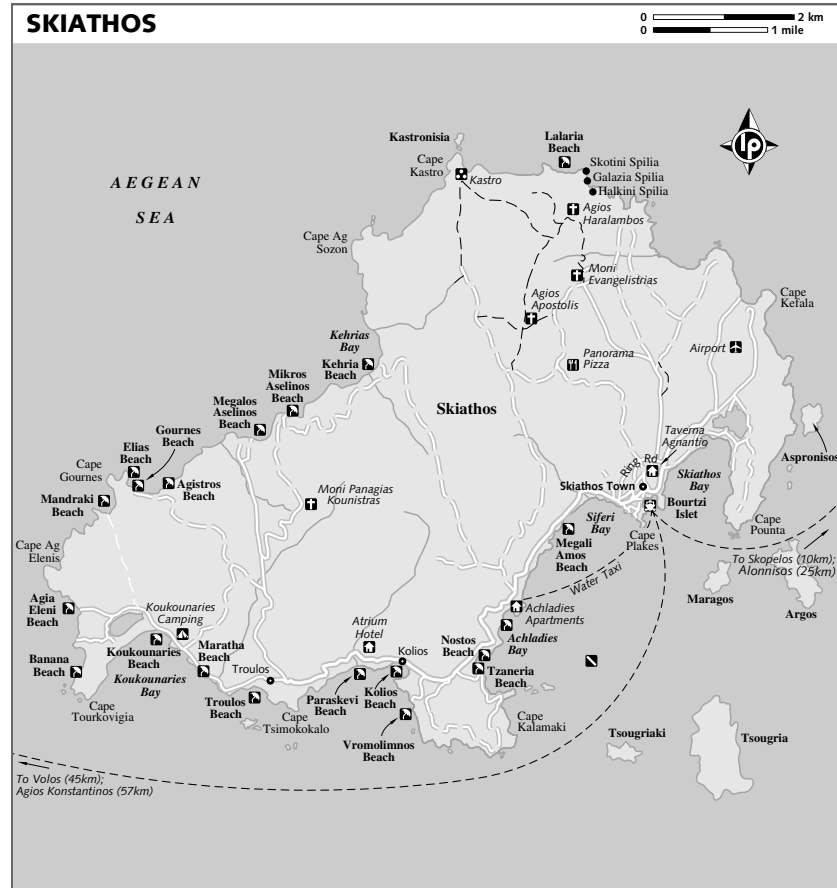 SKIATHOS
0 2 km
0 1 mile
lp
AEGEAN
SEA
Kastronisia
Cape
Kastro
Kastro
Lalaria
Beach
Skotini Spilia
Galazia Spilia
Halkini Spilia
Agios
Haralambos
Cape Ag
Sozon
Moni
Evangelistrias
Cape
Kefala
Agios
Apostolis
Kehrias
Bay
Kehria
Beach
Panorama
Pizza
Airport
Mikros
Aselinos
Beach
Megalos
Aselinos
Beach
Skiathos
Gournes
Beach
Elias
Beach
Taverna
Agnantio
Ring Rd
Aspronisos
Cape
Gournes
Agistros
Beach
Mandraki
Beach
Moni Panagias
Kounistras
Skiathos Town
Skiathos
Bay
Bourtzi
Islet
Siferi
Bay
Cape
Plakes
Cape
Pounta
Megali
Amos
Beach
Cape Ag
Elenis
To Skopelos (10km);
Alonnisos (25km)
Water Taxi
Maragos
Argos
Agia
Eleni
Beach
Koukounaries
Camping
Achladies
Apartments
Atrium
Hotel
Achladies
Bay
Koukounaries
Beach
Maratha
Beach
Nostos
Beach
Kolios
Banana
Beach
Koukounaries
Bay
Troulos
Tzaneria
Beach
Troulos
Beach
Paraskevi
Beach
Kolios
Beach
Cape
Tourkovigia
Cape
Tsimokokalo
Cape
Kalamaki
Vromolimnos
Beach
Tsougriaki
Tsougria
To Volos (45km);
Agios Konstantinos (57km)